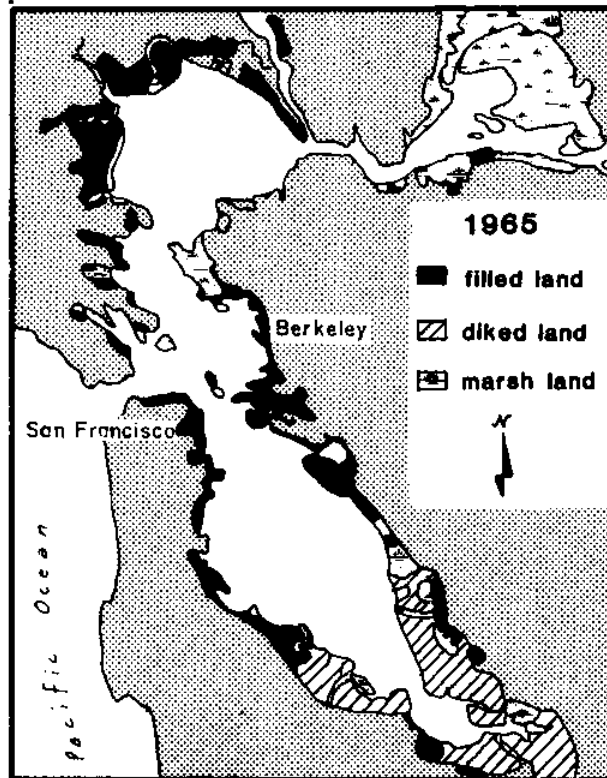 1965
filled land
diked land
marsh land
N
Berkeley
San Francisco
Pacific Ocean